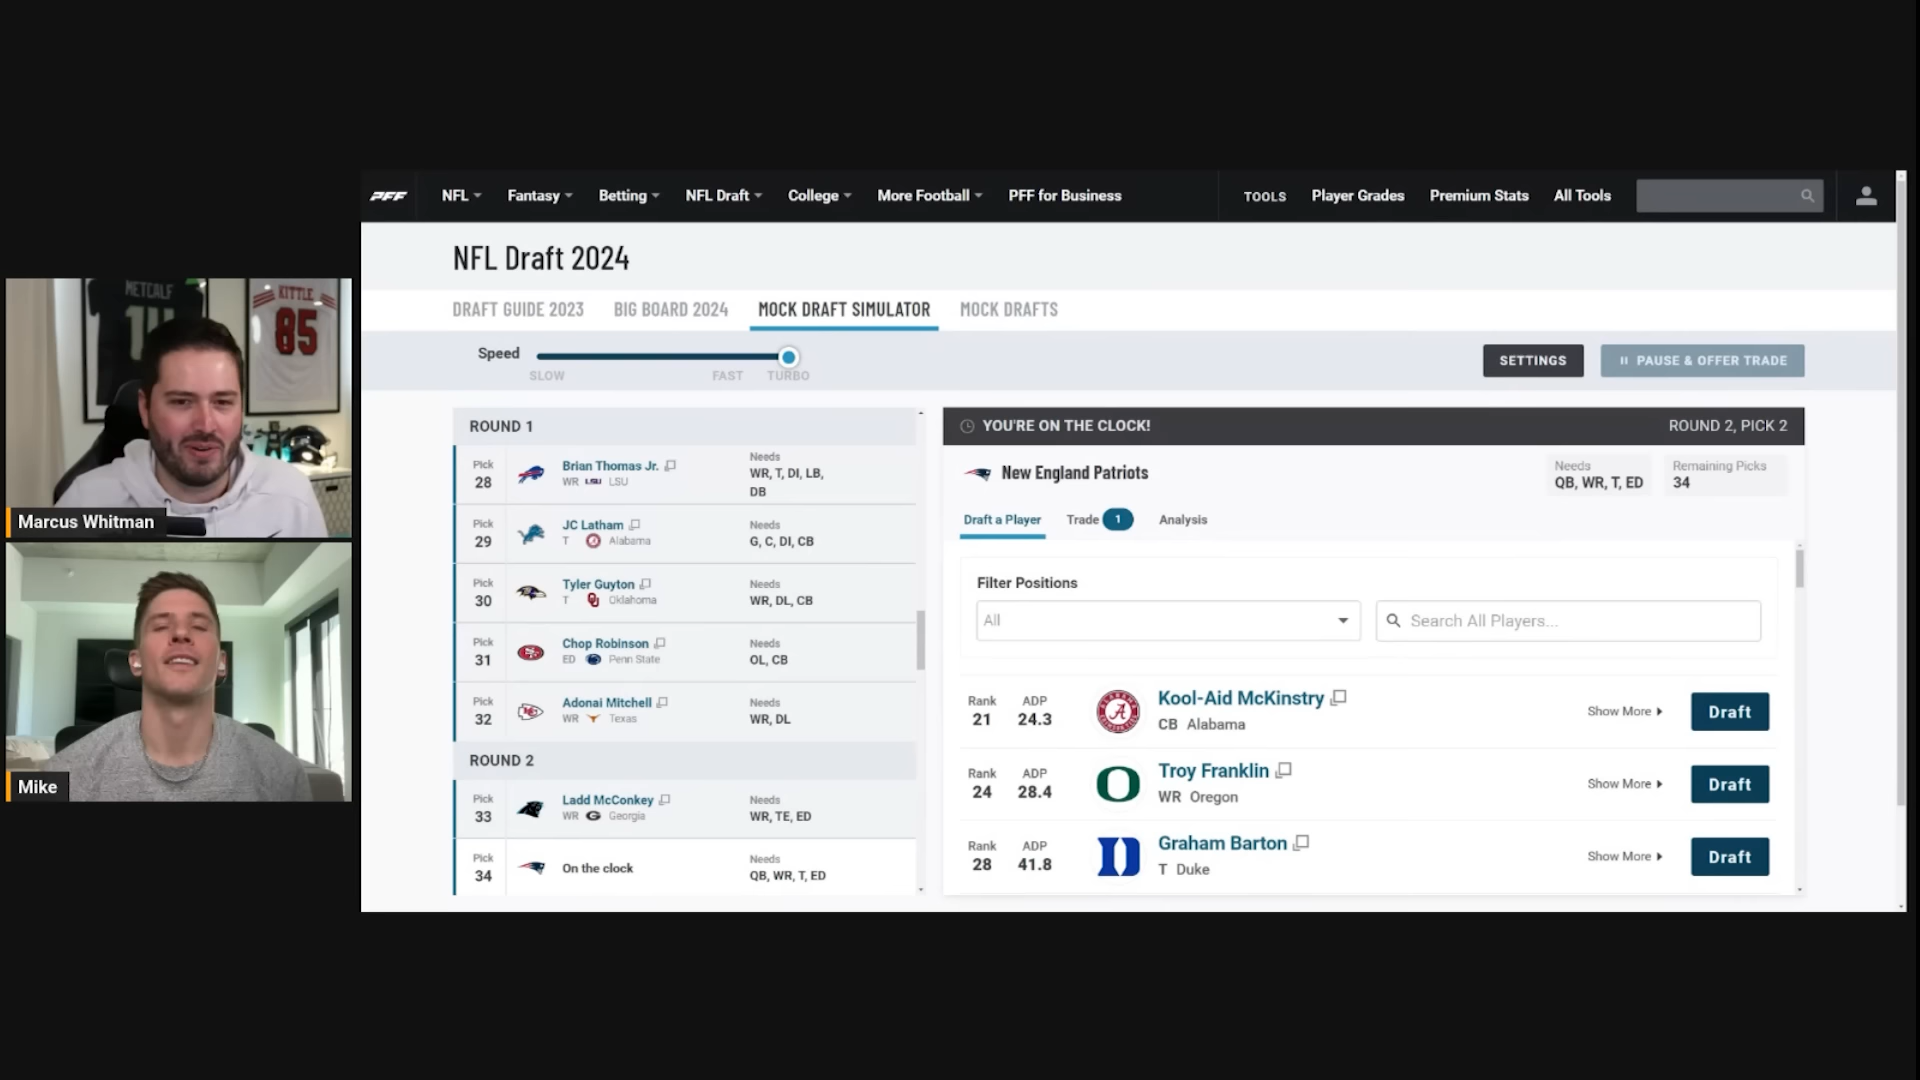 PFF
NFL Fantasy Betting NFL Draft College More Football PFF for Business TOOLS Player Grades Premium Stats All Tools
NFL Draft 2024
DRAFT GUIDE 2023 BIG BOARD 2024 MOCK DRAFT SIMULATOR MOCK DRAFTS
Speed
SLOW FAST TURBO
SETTINGS PAUSE & OFFER TRADE
METCALF
14
KITTLE
85
Marcus Whitman
Mike
ROUND 1
Pick
28
Brian Thomas Jr.
WR LSU LSU
Needs
WR, T, DI, LB,
DB
Pick
29
JC Latham
T Alabama
Needs
G, C, DI, CB
Pick
30
Tyler Guyton
T Oklahoma
Needs
WR, DL, CB
Pick
31
Chop Robinson
ED Penn State
Needs
OL, CB
Pick
32
Adonai Mitchell
WR Texas
Needs
WR, DL
ROUND 2
Pick
33
Ladd McConkey
WR Georgia
Needs
WR, TE, ED
Pick
34
On the clock
Needs
QB, WR, T, ED
YOU'RE ON THE CLOCK! ROUND 2, PICK 2
New England Patriots
Needs
QB, WR, T, ED
Remaining Picks
34
Draft a Player Trade 1 Analysis
Filter Positions
All Search All Players...
Rank
21
ADP
24.3
Kool-Aid McKinstry
CB Alabama
Show More Draft
Rank
24
ADP
28.4
Troy Franklin
WR Oregon
Show More Draft
Rank
28
ADP
41.8
Graham Barton
T Duke
Show More Draft